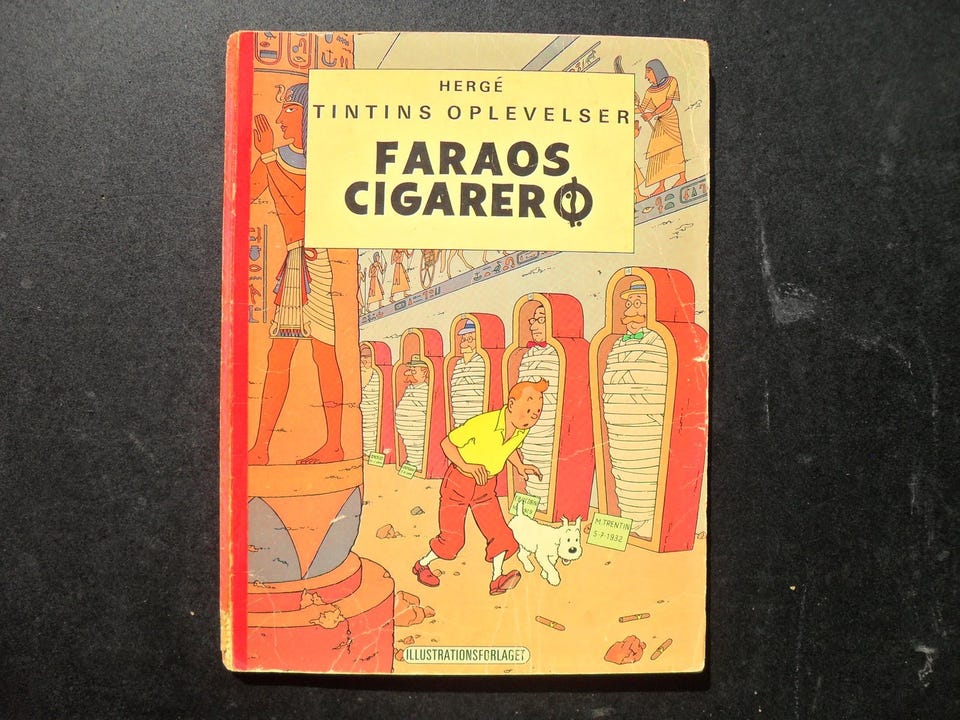 HERGÉ
TINTINS OPLEVELSER
FARAOS
CIGARER
M. TRENTIN
5-7-1932
ILLUSTRATIONSFORLAGET